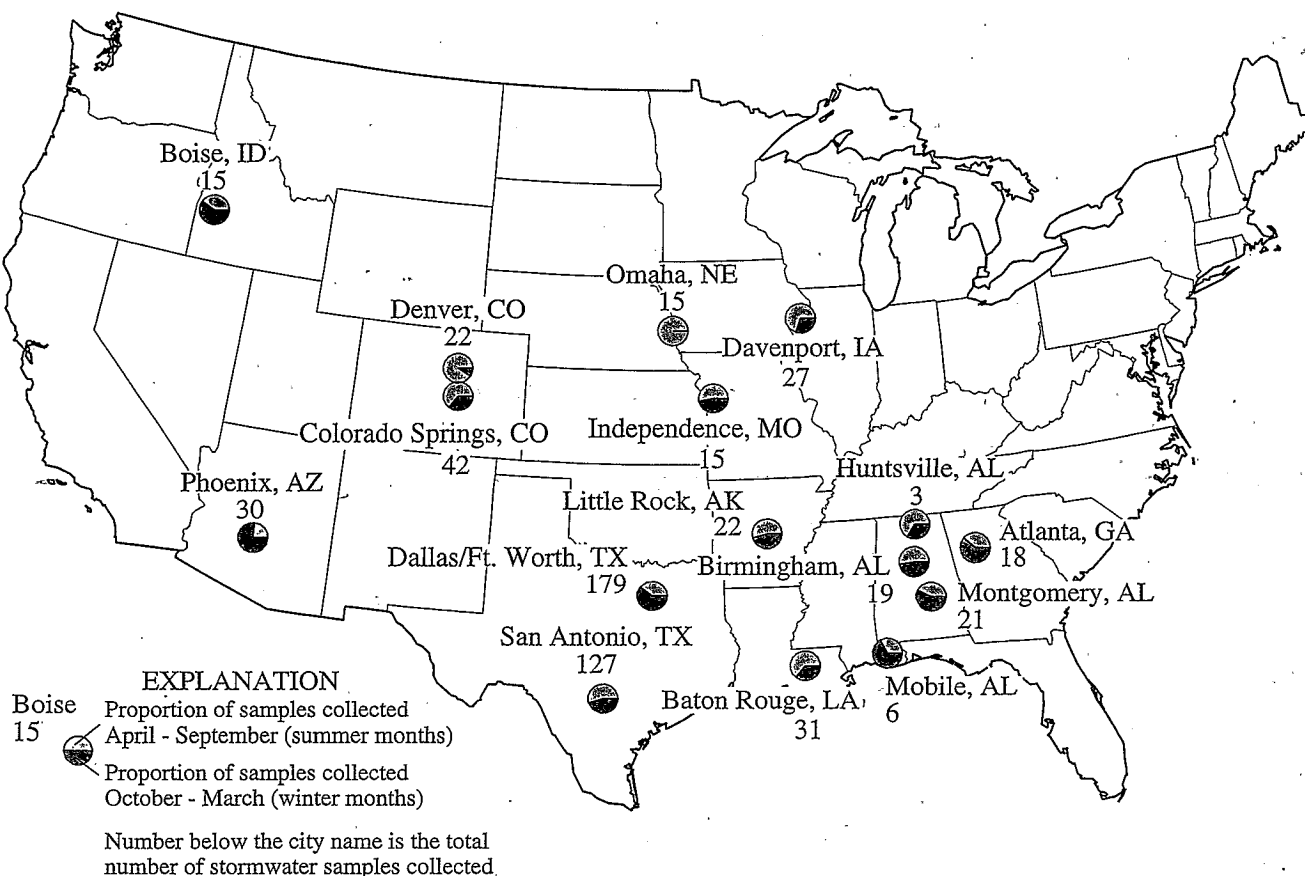 Boise, ID
15
Omaha, NE
15
Denver, CO
22
Davenport, IA
27
Colorado Springs, CO
42
Independence, MO
15
Huntsville, AL
3
Phoenix, AZ
30
Little Rock, AK
22
Atlanta, GA
18
Dallas/Ft. Worth, TX
179
Birmingham, AL
19
Montgomery, AL
21
San Antonio, TX
127
Baton Rouge, LA
31
Mobile, AL
6
EXPLANATION
Boise
15
Proportion of samples collected
April - September (summer months)
Proportion of samples collected
October - March (winter months)
Number below the city name is the total
number of stormwater samples collected